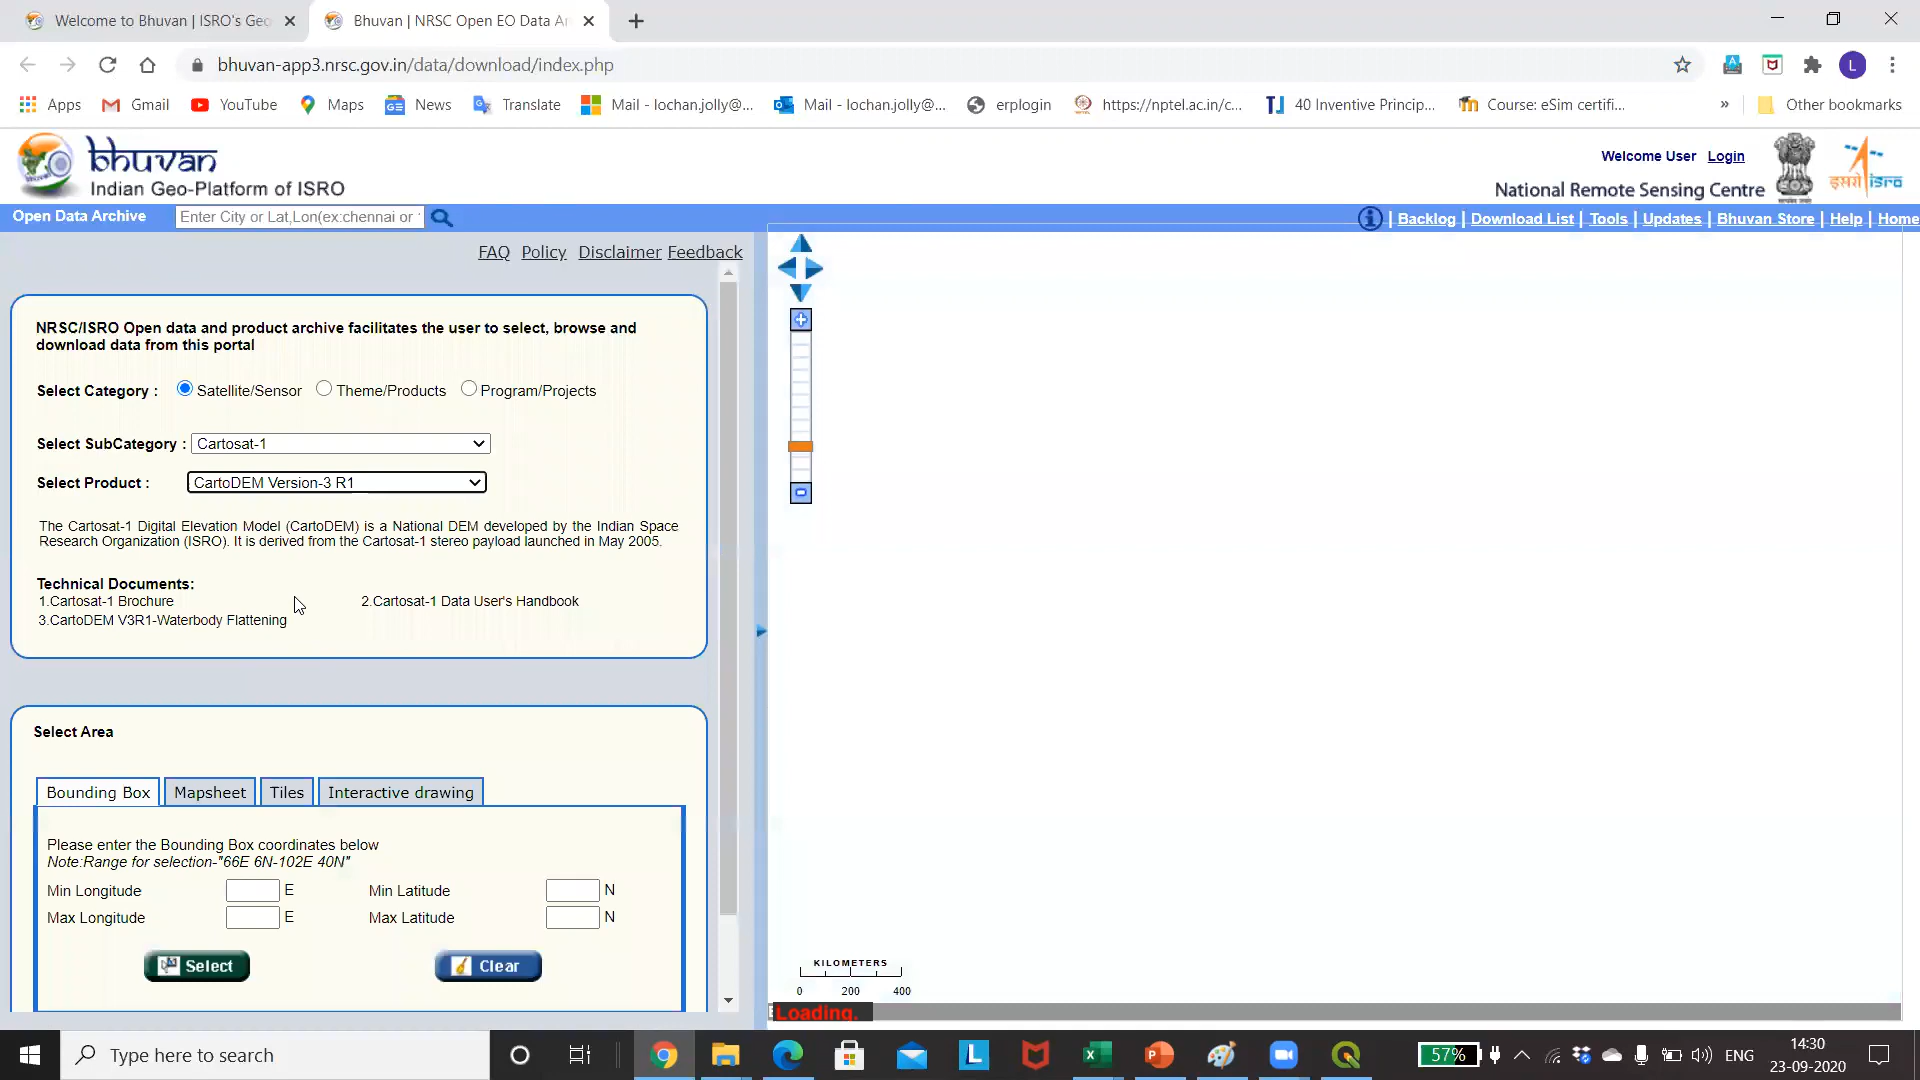 Welcome to Bhuvan | ISRO's Geo
Bhuvan | NRSC Open EO Data Ar
bhuvan-app3.nrsc.gov.in/data/download/index.php
L
Apps
Gmail
YouTube
Maps
News
Translate
Mail - lochan.jolly@...
Mail - lochan.jolly@...
erplogin
https://nptel.ac.in/c...
40 Inventive Princip...
Course: eSim certifi...
»
Other bookmarks
bhuvan
Indian Geo-Platform of ISRO
Welcome User Login
National Remote Sensing Centre
इसरो isro
Open Data Archive
Enter City or Lat,Lon(ex:chennai or
| Backlog | Download List | Tools | Updates | Bhuvan Store | Help | Home
FAQ Policy Disclaimer Feedback
NRSC/ISRO Open data and product archive facilitates the user to select, browse and
download data from this portal
Select Category : Satellite/Sensor Theme/Products Program/Projects
Select SubCategory : Cartosat-1
Select Product : CartoDEM Version-3 R1
The Cartosat-1 Digital Elevation Model (CartoDEM) is a National DEM developed by the Indian Space
Research Organization (ISRO). It is derived from the Cartosat-1 stereo payload launched in May 2005.
Technical Documents:
1.Cartosat-1 Brochure 2.Cartosat-1 Data User's Handbook
3.CartoDEM V3R1-Waterbody Flattening
Select Area
Bounding Box Mapsheet Tiles Interactive drawing
Please enter the Bounding Box coordinates below
Note:Range for selection-"66E 6N-102E 40N"
Min Longitude E Min Latitude N
Max Longitude E Max Latitude N
Select Clear
KILOMETERS
0 200 400
Loading.
Type here to search
57%
ENG
14:30
23-09-2020